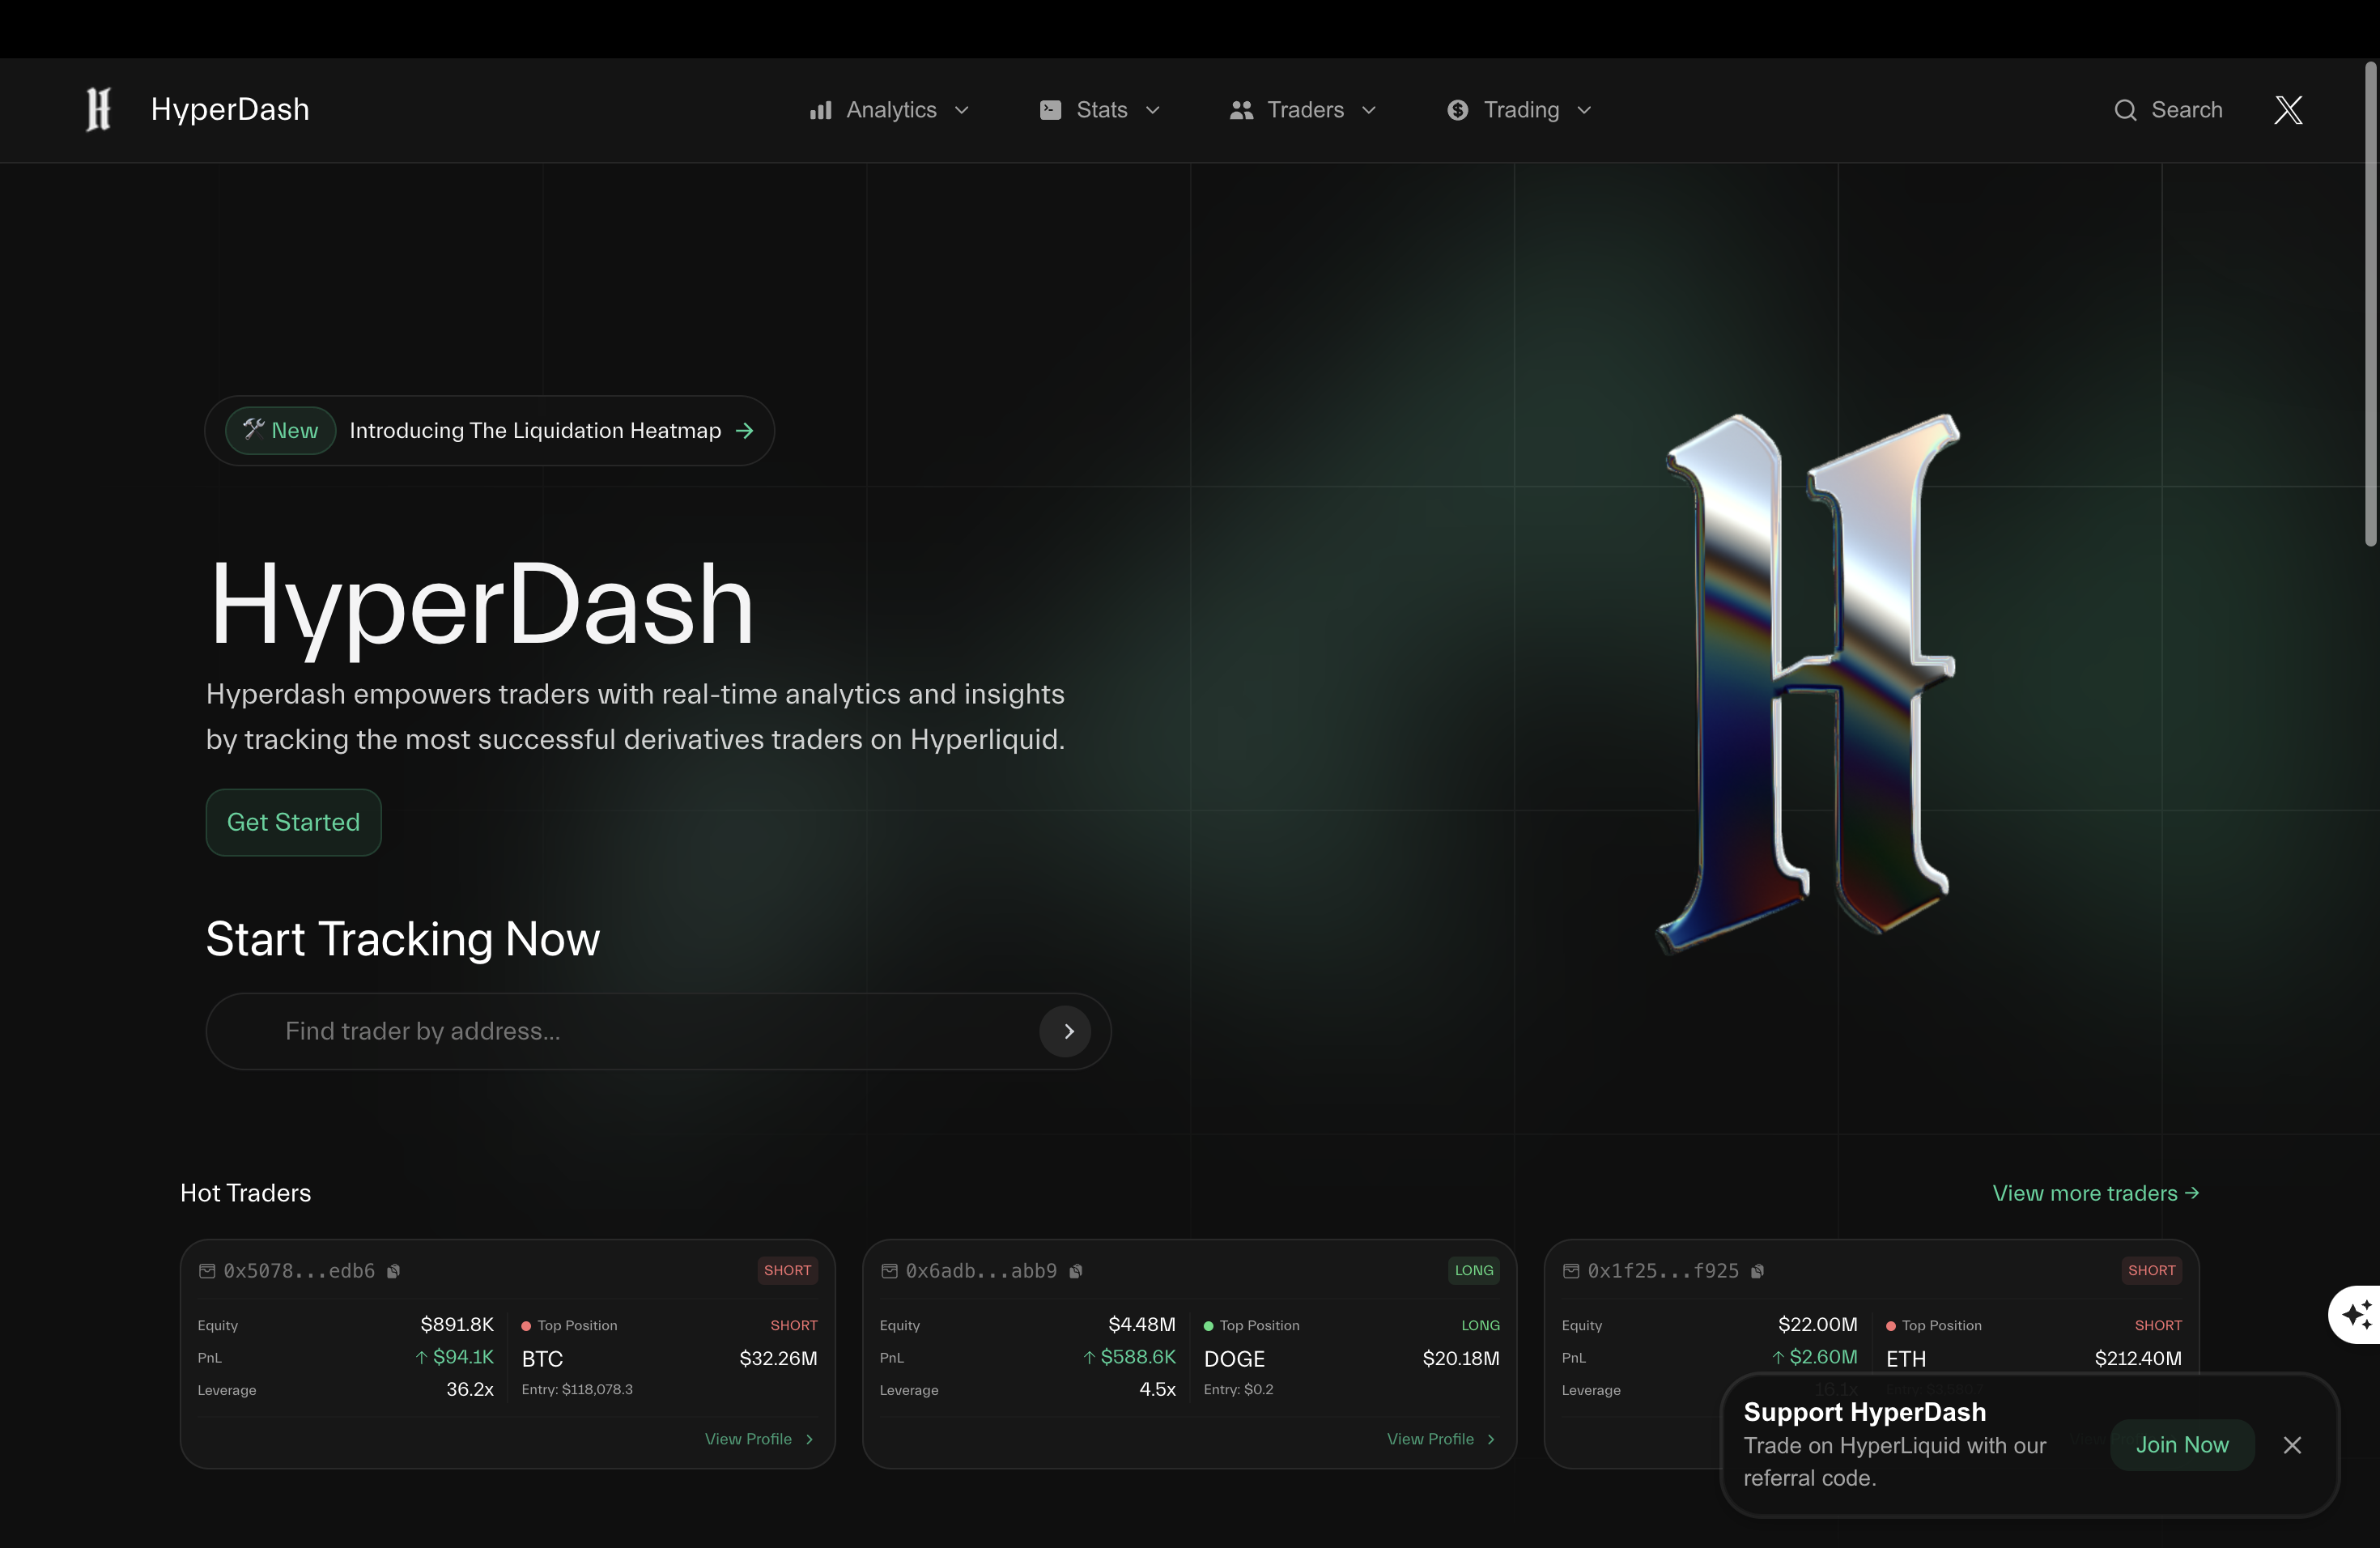 H HyperDash
Analytics
Stats
Traders
Trading
Search
New Introducing The Liquidation Heatmap →
HyperDash
Hyperdash empowers traders with real-time analytics and insights
by tracking the most successful derivatives traders on Hyperliquid.
Get Started
Start Tracking Now
Find trader by address...
Hot Traders
View more traders →
0x5078...edb6 SHORT
Equity $891.8K
PnL ↑ $94.1K
Leverage 36.2x
Top Position SHORT
BTC $32.26M
Entry: $118,078.3
View Profile
0x6adb...abb9 LONG
Equity $4.48M
PnL ↑ $588.6K
Leverage 4.5x
Top Position LONG
DOGE $20.18M
Entry: $0.2
View Profile
0x1f25...f925 SHORT
Equity $22.00M
PnL ↑ $2.60M
Leverage 16.1x
Top Position SHORT
ETH $212.40M
Support HyperDash
Trade on HyperLiquid with our
referral code.
Join Now